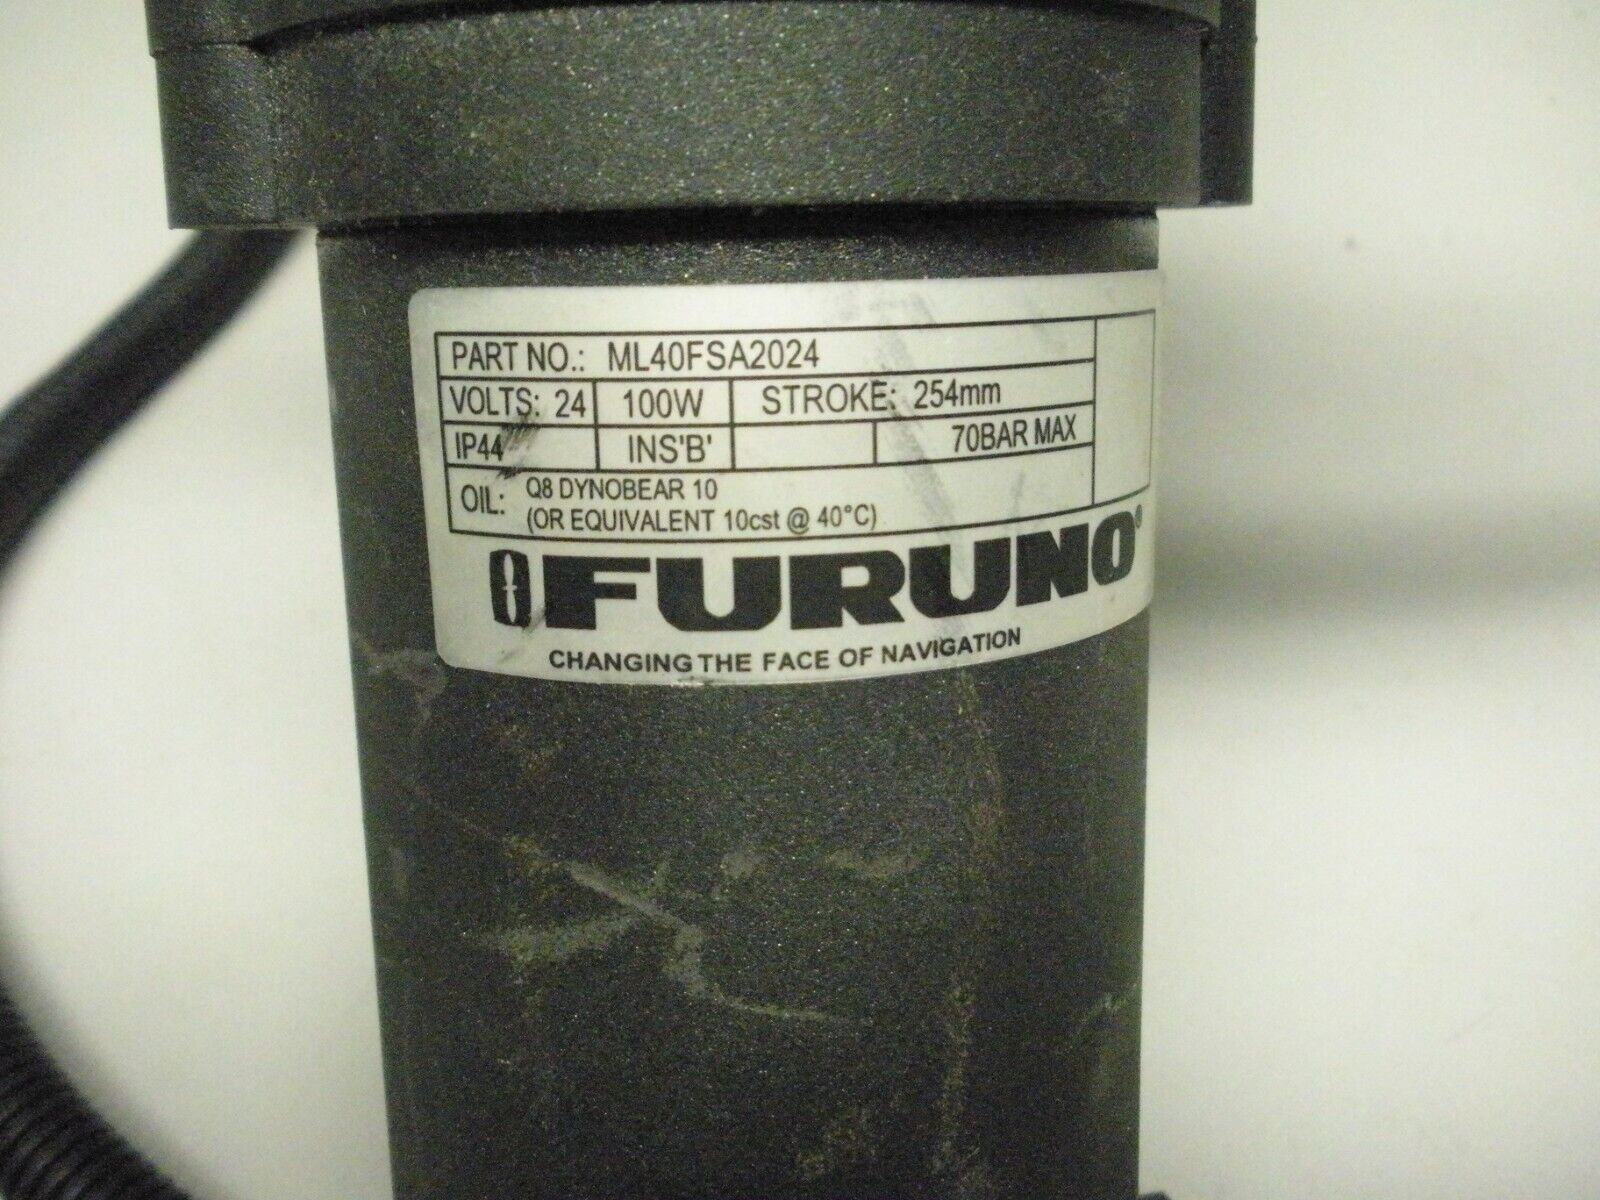 PART NO.: ML40FSA2024
VOLTS: 24 100W STROKE: 254mm
IP44 INS'B' 70BAR MAX
OIL: Q8 DYNOBEAR 10
(OR EQUIVALENT 10cst @ 40°C)
FURUNO®
CHANGING THE FACE OF NAVIGATION